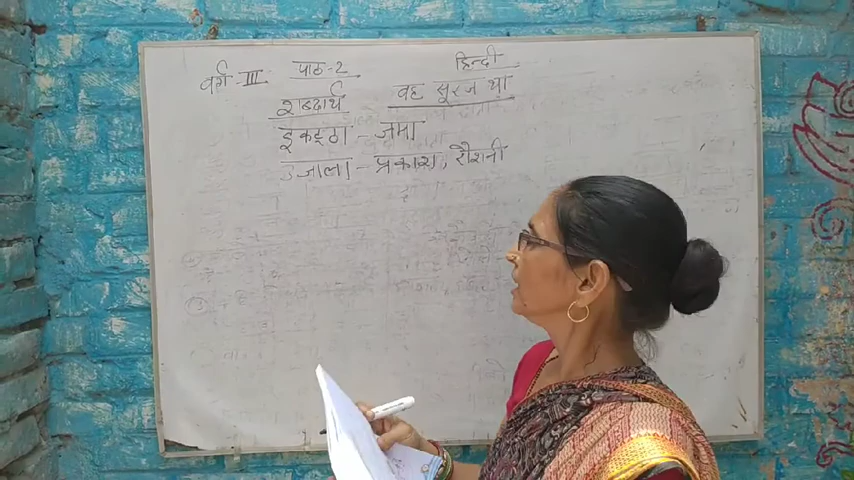 वर्ग III पाठ-2 हिन्दी
शब्दार्थ वह सूरज था
इकट्ठा - जमा
उजाला - प्रकाश, रौशनी